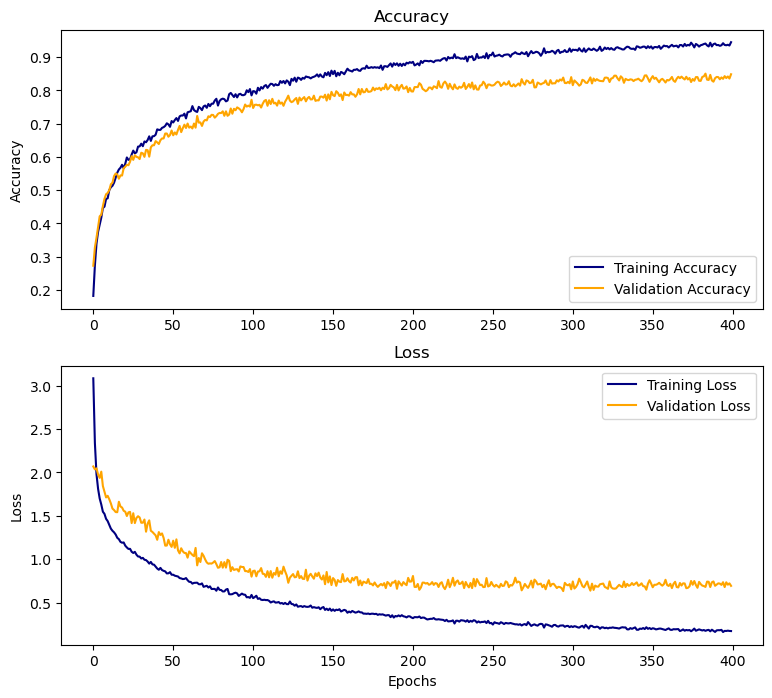 Accuracy
Accuracy
0.9
0.8
0.7
0.6
0.5
0.4
0.3
0.2
Training Accuracy
Validation Accuracy
0 50 100 150 200 250 300 350 400
Loss
Loss
3.0
2.5
2.0
1.5
1.0
0.5
Training Loss
Validation Loss
0 50 100 150 200 250 300 350 400
Epochs